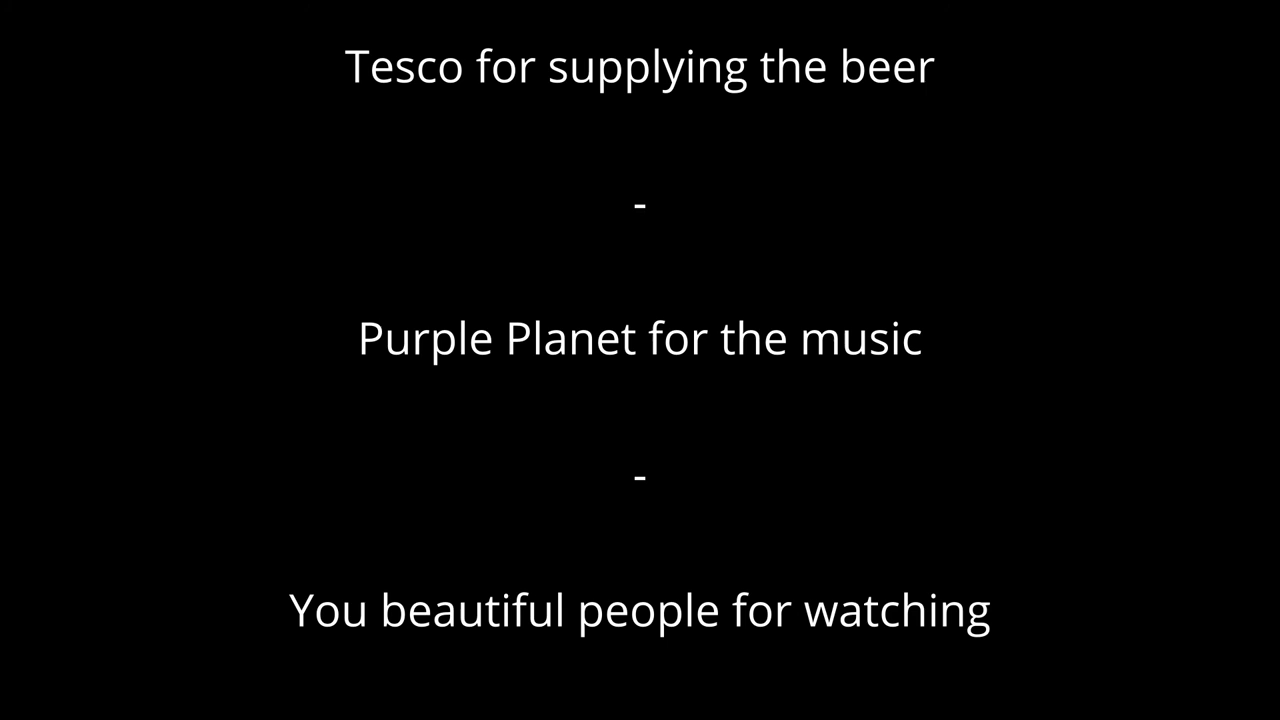 Tesco for supplying the beer
-
Purple Planet for the music
-
You beautiful people for watching